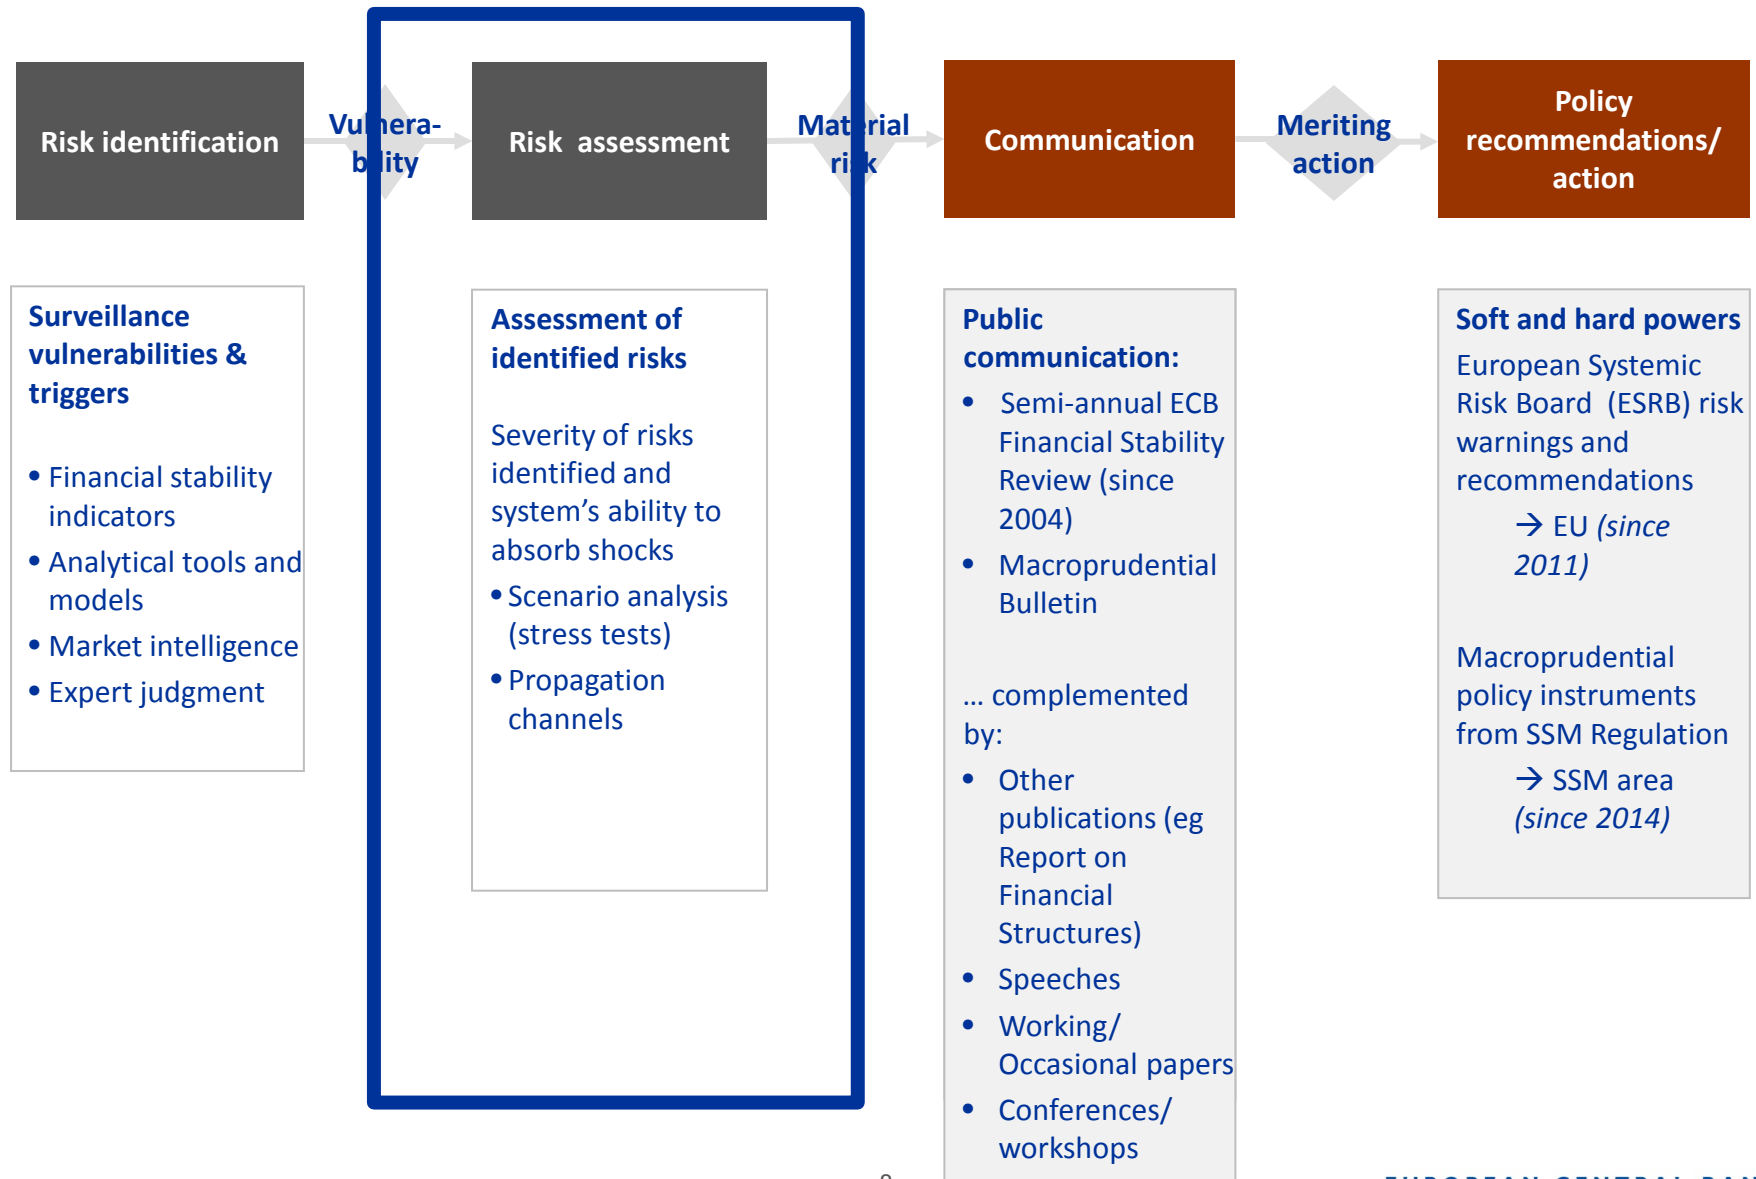 Risk identification
Vulnera-
bility
Risk assessment
Material
risk
Communication
Meriting
action
Policy
recommendations/
action
Surveillance
vulnerabilities &
triggers
• Financial stability
indicators
• Analytical tools and
models
• Market intelligence
• Expert judgment
Assessment of
identified risks
Severity of risks
identified and
system's ability to
absorb shocks
• Scenario analysis
(stress tests)
• Propagation
channels
Public
communication:
• Semi-annual ECB
Financial Stability
Review (since
2004)
• Macroprudential
Bulletin
... complemented
by:
• Other
publications (eg
Report on
Financial
Structures)
• Speeches
• Working/
Occasional papers
• Conferences/
workshops
Soft and hard powers
European Systemic
Risk Board (ESRB) risk
warnings and
recommendations
→ EU (since
2011)
Macroprudential
policy instruments
from SSM Regulation
→ SSM area
(since 2014)